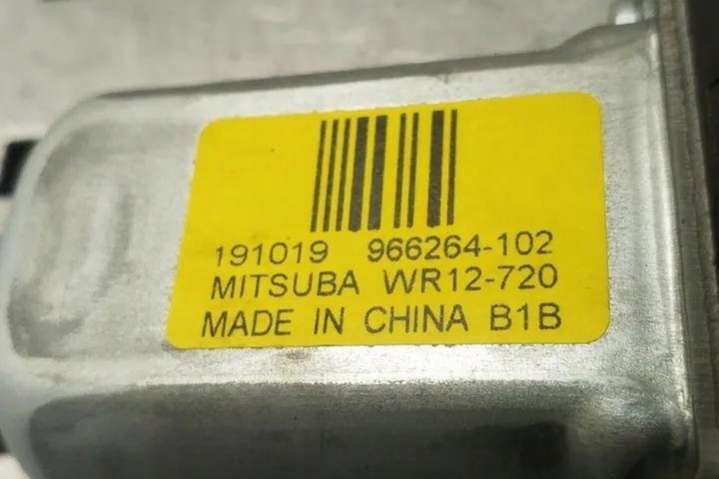 191019 966264-102
MITSUBA WR12-720
MADE IN CHINA B1B